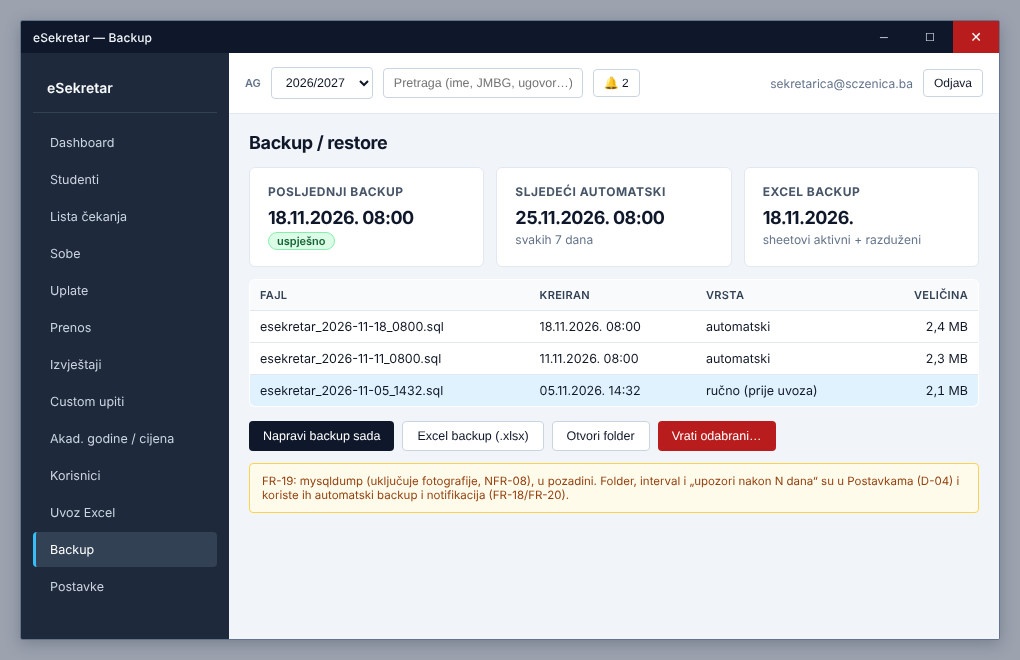 eSekretar — Backup
eSekretar
Dashboard
Studenti
Lista čekanja
Sobe
Uplate
Prenos
Izvještaji
Custom upiti
Akad. godine / cijena
Korisnici
Uvoz Excel
Backup
Postavke
AG 2026/2027 Pretraga (ime, JMBG, ugovor…) 🔔 2 sekretarica@sczenica.ba Odjava
Backup / restore
POSLJEDNJI BACKUP
18.11.2026. 08:00
uspješno
SLJEDEĆI AUTOMATSKI
25.11.2026. 08:00
svakih 7 dana
EXCEL BACKUP
18.11.2026.
sheetovi aktivni + razduženi
FAJL KREIRAN VRSTA VELIČINA
esekretar_2026-11-18_0800.sql 18.11.2026. 08:00 automatski 2,4 MB
esekretar_2026-11-11_0800.sql 11.11.2026. 08:00 automatski 2,3 MB
esekretar_2026-11-05_1432.sql 05.11.2026. 14:32 ručno (prije uvoza) 2,1 MB
Napravi backup sada Excel backup (.xlsx) Otvori folder Vrati odabrani…
FR-19: mysqldump (uključuje fotografije, NFR-08), u pozadini. Folder, interval i „upozori nakon N dana“ su u Postavkama (D-04) i
koriste ih automatski backup i notifikacija (FR-18/FR-20).